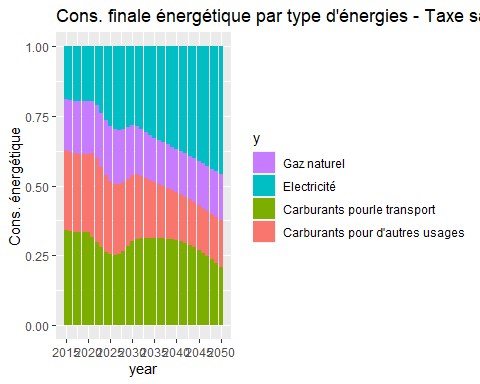 Cons. finale énergétique par type d'énergies - Taxe sa
Cons. énergétique
1.00
0.75
0.50
0.25
0.00
2015 2020 2025 2030 2035 2040 2045 2050
year
y
Gaz naturel
Electricité
Carburants pourle transport
Carburants pour d'autres usages